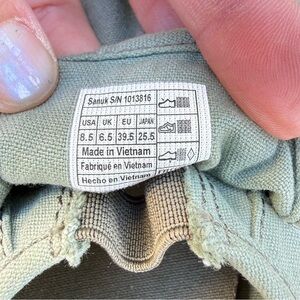 Sanuk S/N 1013816
USA UK EU JAPAN
8.5 6.5 39.5 25.5
Made in Vietnam
Fabriqué en Vietnam
Hecho en Vietnam